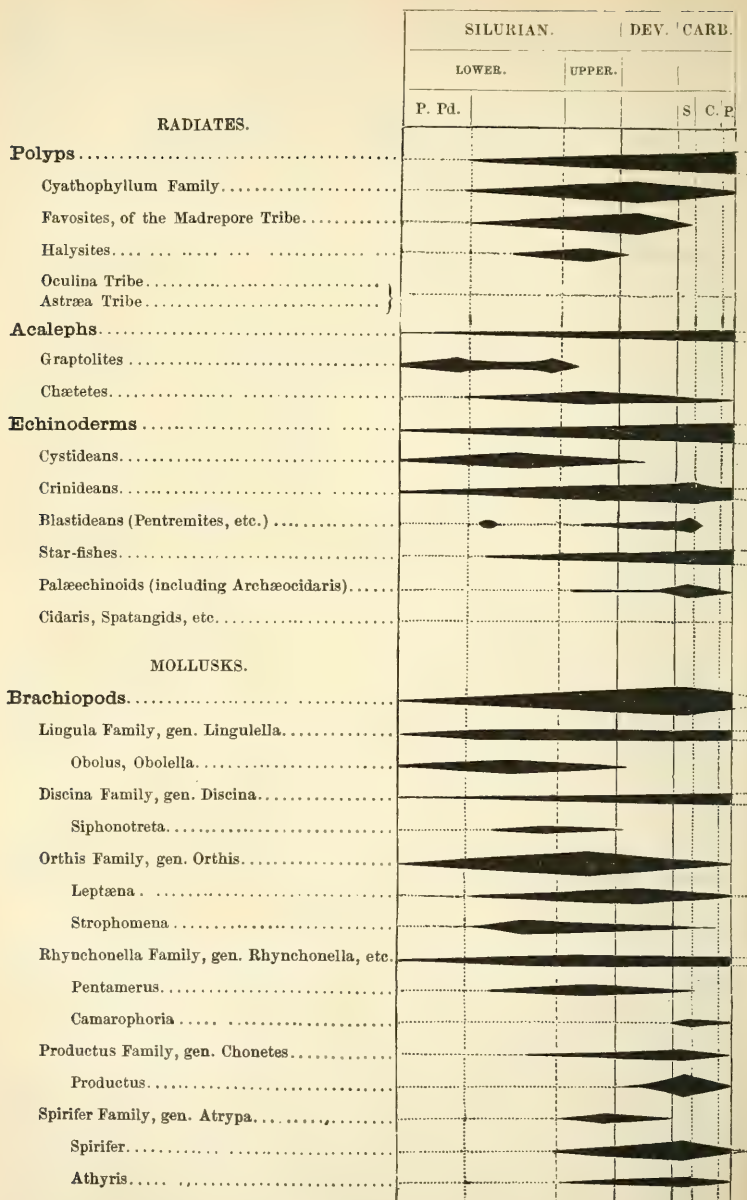 SILURIAN. DEV. CARB.
LOWER. UPPER.
P. Pd. S C. P
RADIATES.
Polyps
Cyathophyllum Family
Favosites, of the Madrepore Tribe
Halysites
Oculina Tribe
Astræa Tribe
Acalephs
Graptolites
Chætetes
Echinoderms
Cystideans
Crinideans
Blastideans (Pentremites, etc.)
Star-fishes
Palæechinoids (including Archæocidaris)
Cidaris, Spatangids, etc.
MOLLUSKS.
Brachiopods
Lingula Family, gen. Lingulella
Obolus, Obolella
Discina Family, gen. Discina
Siphonotreta
Orthis Family, gen. Orthis
Leptæna
Strophomena
Rhynchonella Family, gen. Rhynchonella, etc.
Pentamerus
Camarophoria
Productus Family, gen. Chonetes
Productus
Spirifer Family, gen. Atrypa
Spirifer
Athyris